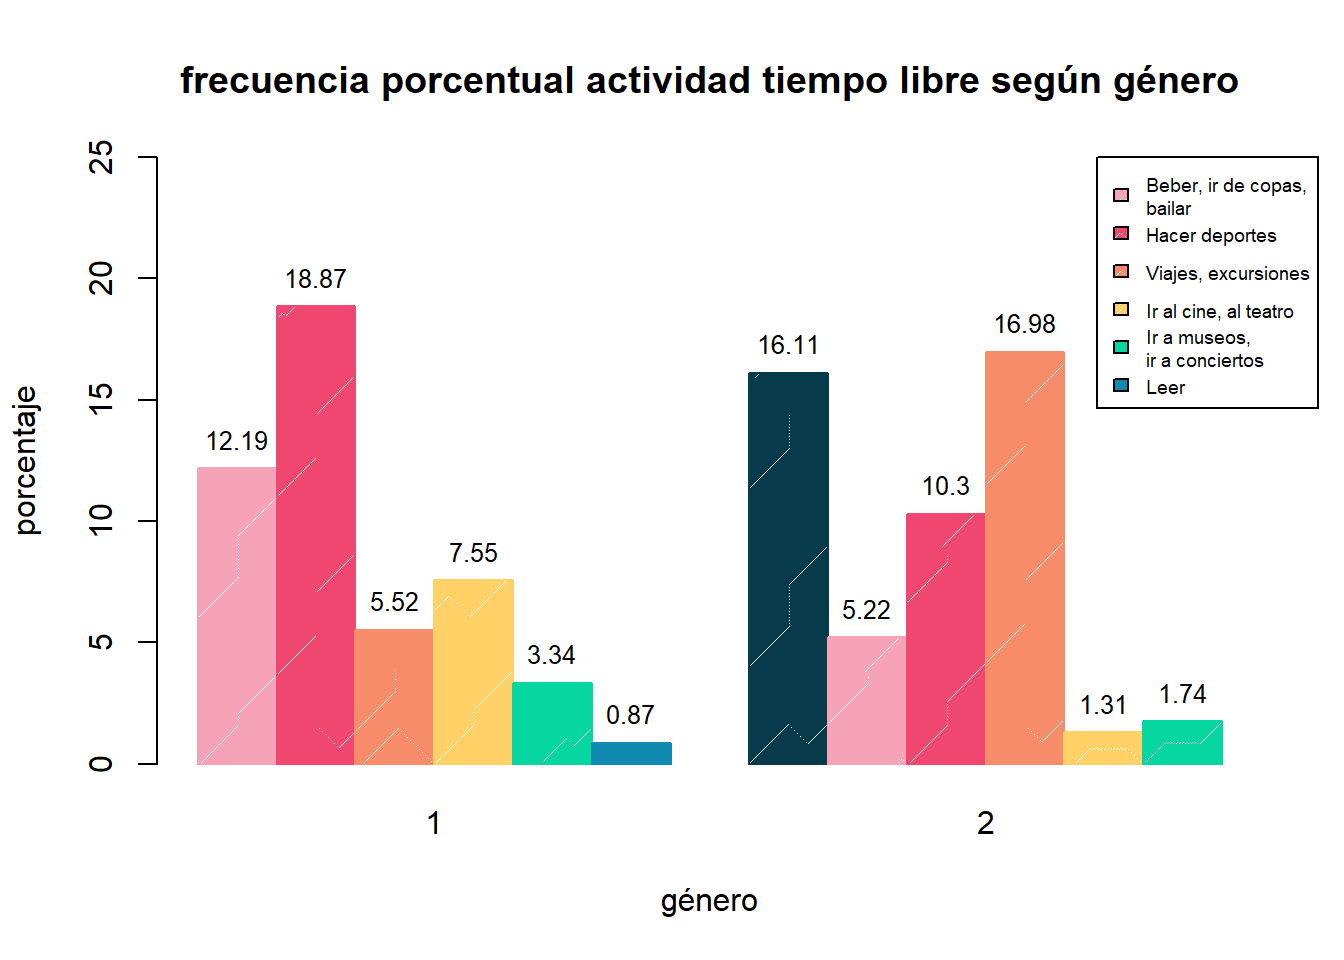 frecuencia porcentual actividad tiempo libre según género
25
20
15
10
5
0
porcentaje
12.19
18.87
5.52
7.55
3.34
0.87
16.11
5.22
10.3
16.98
1.31
1.74
1
2
género
Beber, ir de copas,
bailar
Hacer deportes
Viajes, excursiones
Ir al cine, al teatro
Ir a museos,
ir a conciertos
Leer